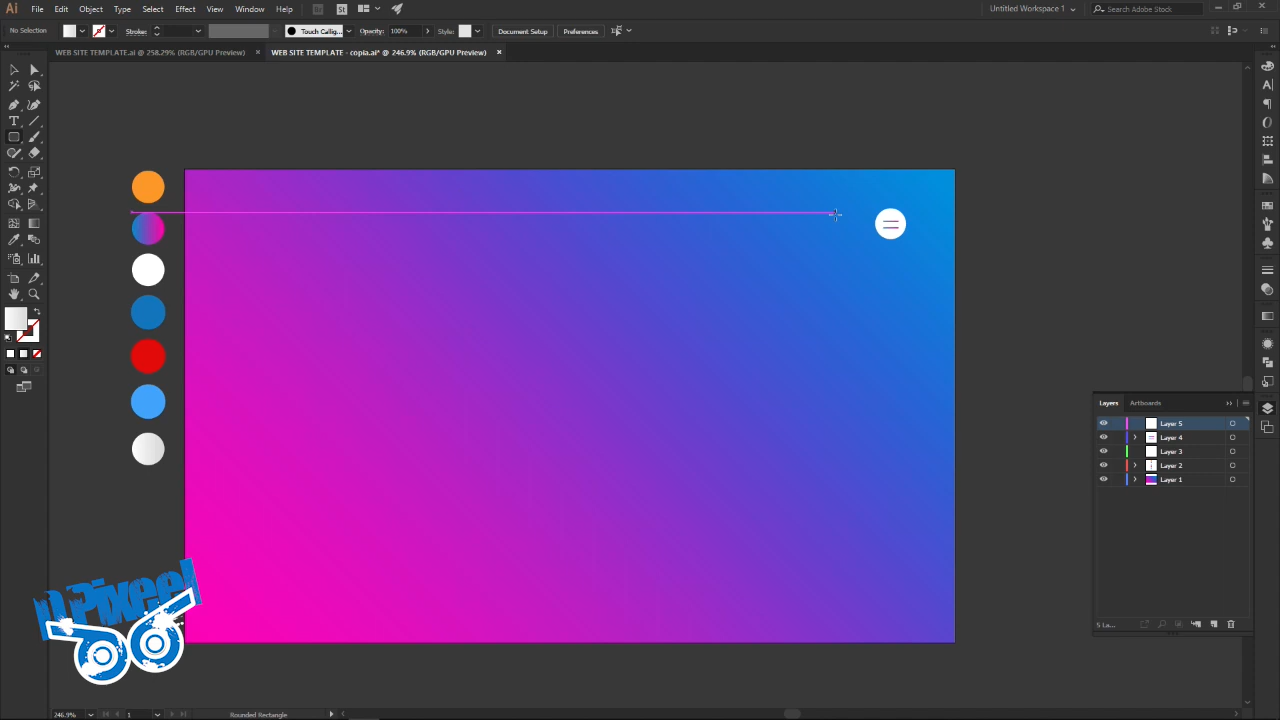 Ai File Edit Object Type Select Effect View Window Help Br St Untitled Workspace 1 Search Adobe Stock
No Selection Stroke: Touch Callig... Opacity: 100% Style: Document Setup Preferences
WEB SITE TEMPLATE.ai @ 258.29% (RGB/GPU Preview) × WEB SITE TEMPLATE - copia.ai* @ 246.9% (RGB/GPU Preview) ×
Layers Artboards
Layer 5
Layer 4
Layer 3
Layer 2
Layer 1
5 La...
246.9% 1 Rounded Rectangle